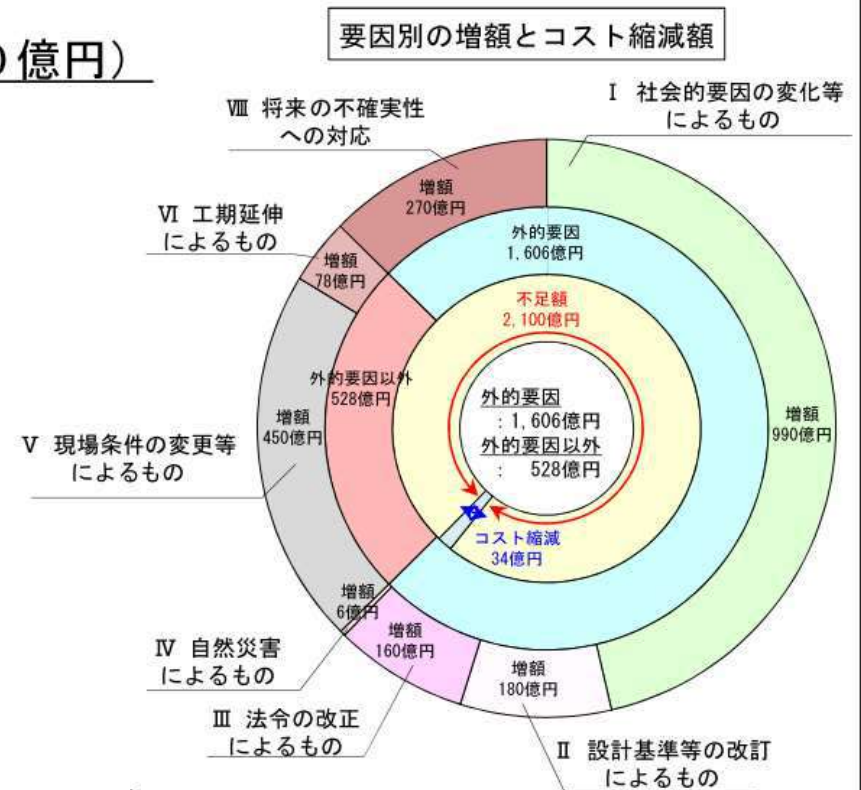 億円）
要因別の増額とコスト縮減額
Ⅰ 社会的要因の変化等
によるもの
Ⅷ 将来の不確実性
への対応
増額
270億円
Ⅵ 工期延伸
によるもの
増額
78億円
外的要因
1,606億円
不足額
2,100億円
外的要因以外
528億円
外的要因
：1,606億円
外的要因以外
：　528億円
増額
990億円
増額
450億円
Ⅴ 現場条件の変更等
によるもの
コスト縮減
34億円
増額
6億円
増額
160億円
増額
180億円
Ⅳ 自然災害
によるもの
Ⅲ 法令の改正
によるもの
Ⅱ 設計基準等の改訂
によるもの